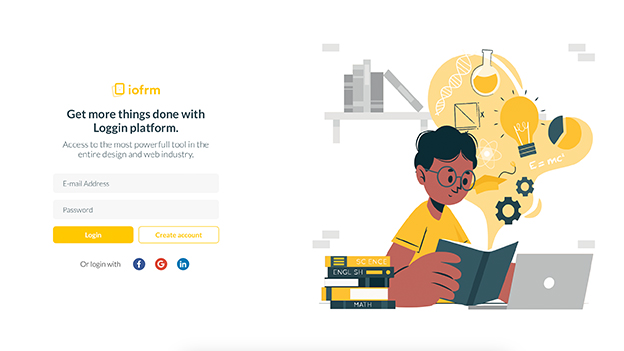 iofrm
Get more things done with
Loggin platform.
Access to the most powerfull tool in the
entire design and web industry.
E-mail Address
Password
Login
Create account
Or login with
f
G
in
X
E=mc²
SCIENCE
ENGLISH
MATH